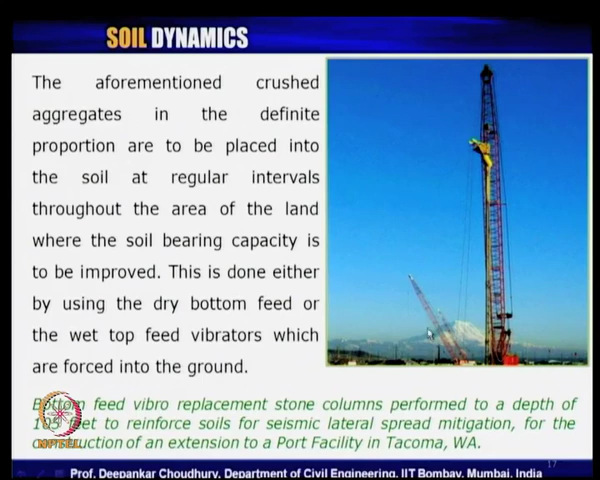 SOIL DYNAMICS
The aforementioned crushed
aggregates in the definite
proportion are to be placed into
the soil at regular intervals
throughout the area of the land
where the soil bearing capacity is
to be improved. This is done either
by using the dry bottom feed or
the wet top feed vibrators which
are forced into the ground.
Bottom feed vibro replacement stone columns performed to a depth of
105 feet to reinforce soils for seismic lateral spread mitigation, for the
construction of an extension to a Port Facility in Tacoma, WA.
NPTEL
17
Prof. Deepankar Choudhury, Department of Civil Engineering, IIT Bombay, Mumbai, India